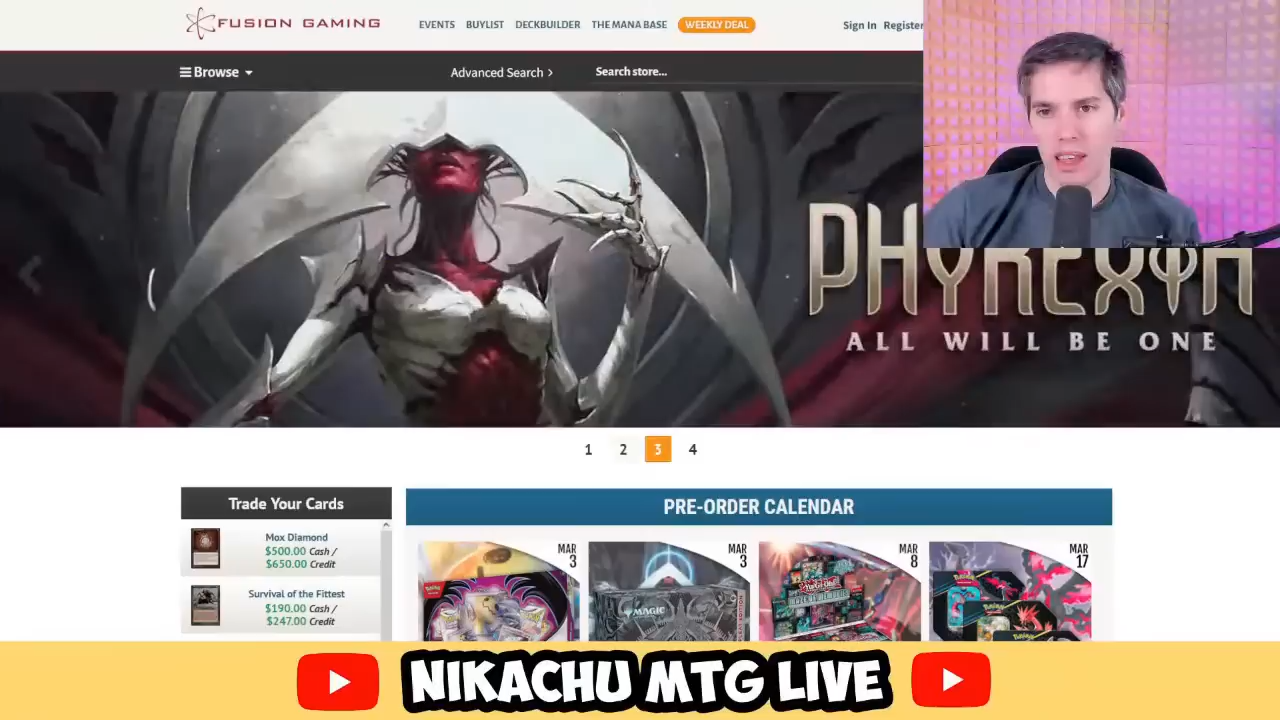 FUSION GAMING
EVENTS BUYLIST DECKBUILDER THE MANA BASE WEEKLY DEAL
Sign In Register
Browse
Advanced Search >
Search store...
PHYREXIA
ALL WILL BE ONE
1 2 3 4
Trade Your Cards
Mox Diamond
$500.00 Cash /
$650.00 Credit
Survival of the Fittest
$190.00 Cash /
$247.00 Credit
PRE-ORDER CALENDAR
MAR
3
MAR
3
MAR
8
MAR
17
MAGIC
NIKACHU MTG LIVE